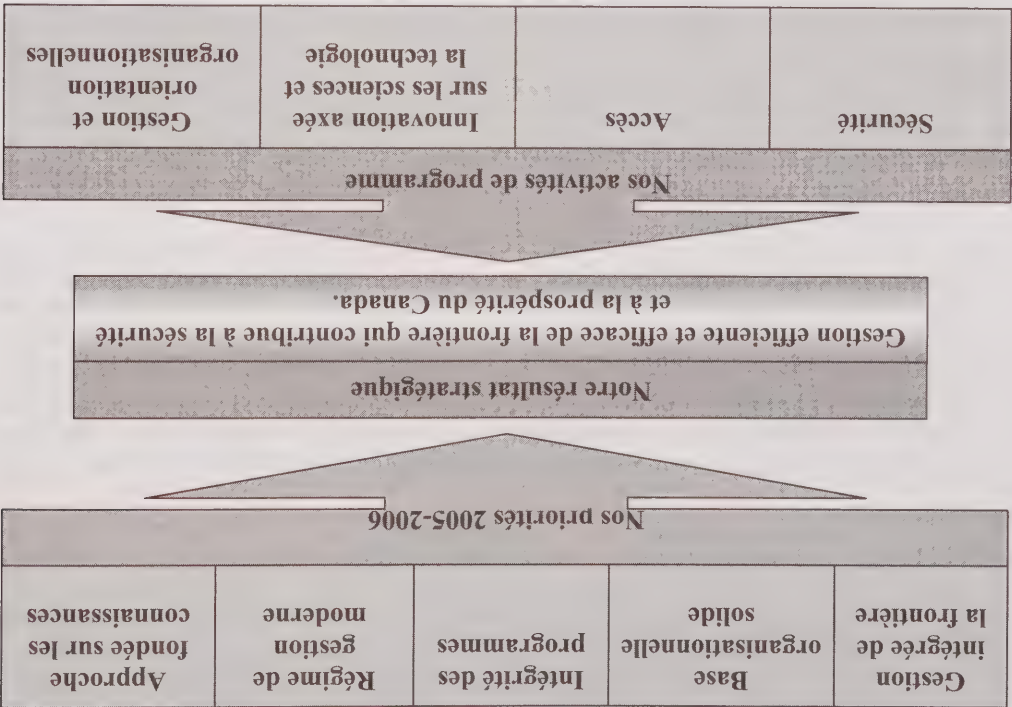 Gestion
intégrée de
la frontière
Base
organisationnelle
solide
Intégrité des
programmes
Régime de
gestion
moderne
Approche
fondée sur les
connaissances
Nos priorités 2005-2006
Notre résultat stratégique
Gestion efficiente et efficace de la frontière qui contribue à la sécurité
et à la prospérité du Canada.
Nos activités de programme
Sécurité
Accès
Innovation axée
sur les sciences et
la technologie
Gestion et
orientation
organisationnelles